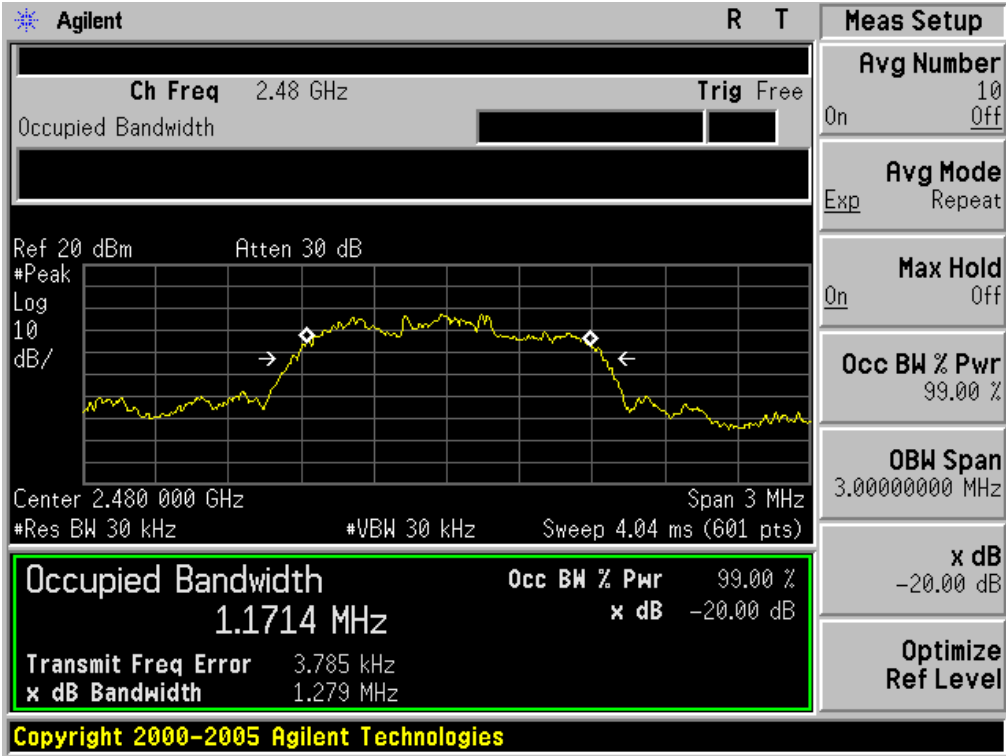 Agilent R T
Ch Freq 2.48 GHz Trig Free
Occupied Bandwidth
Ref 20 dBm Atten 30 dB
#Peak
Log
10
dB/
Center 2.480 000 GHz Span 3 MHz
#Res BW 30 kHz #VBW 30 kHz Sweep 4.04 ms (601 pts)
Occupied Bandwidth
1.1714 MHz
Occ BW % Pwr 99.00 %
x dB -20.00 dB
Transmit Freq Error 3.785 kHz
x dB Bandwidth 1.279 MHz
Copyright 2000-2005 Agilent Technologies
Meas Setup
Avg Number
10
On Off
Avg Mode
Exp Repeat
Max Hold
On Off
Occ BW % Pwr
99.00 %
OBW Span
3.00000000 MHz
x dB
-20.00 dB
Optimize
Ref Level